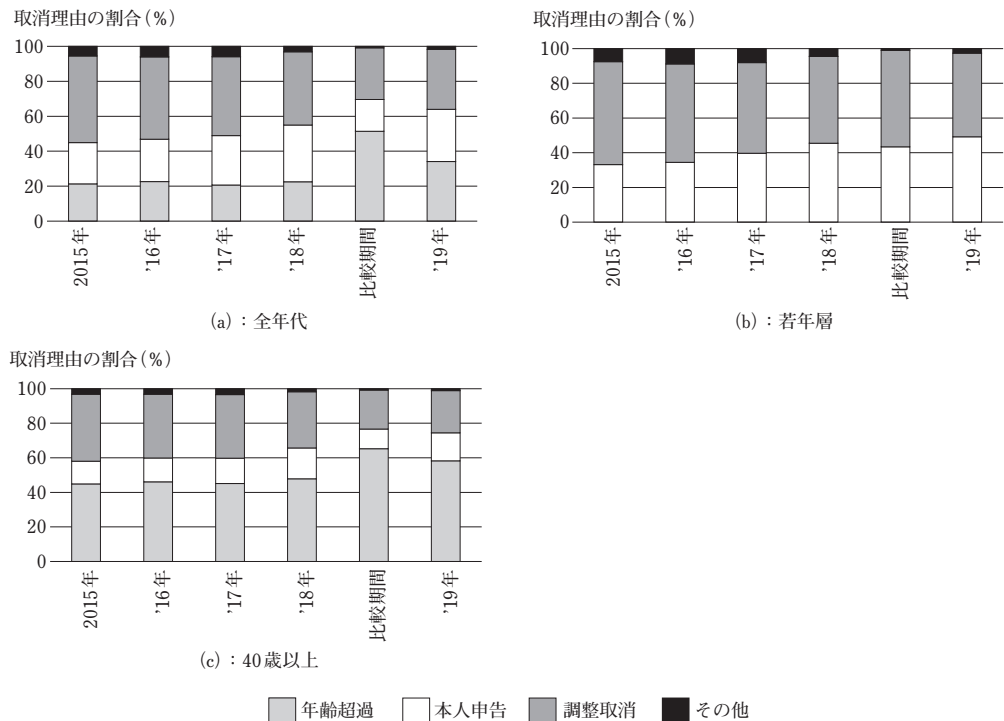 取消理由の割合(%)
100
80
60
40
20
0
2015年
'16年
'17年
'18年
比較期間
'19年
(a):全年代
取消理由の割合(%)
100
80
60
40
20
0
2015年
'16年
'17年
'18年
比較期間
'19年
(b):若年層
取消理由の割合(%)
100
80
60
40
20
0
2015年
'16年
'17年
'18年
比較期間
'19年
(c):40歳以上
年齢超過 本人申告 調整取消 その他